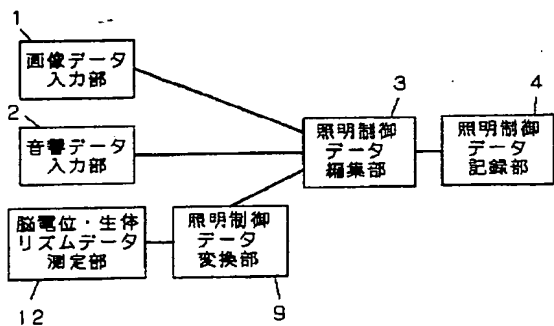 1
画像データ
入力部
2
音響データ
入力部
3
照明制御
データ
編集部
4
照明制御
データ
記録部
脳電位・生体
リズムデータ
測定部
12
照明制御
データ
変換部
9